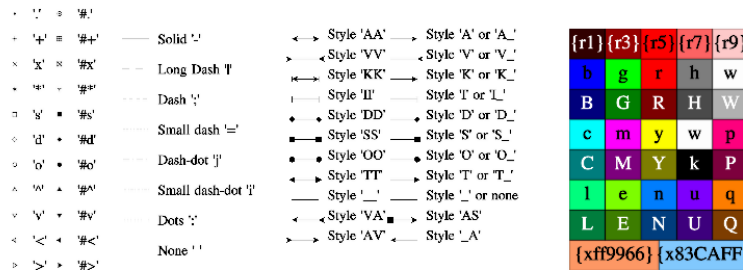 '.' '#.'
'+' '#+'
'x' '#x'
'*' '#*'
's' '#s'
'd' '#d'
'o' '#o'
'^' '#^'
'v' '#v'
'<' '#<'
'>' '#>'
Solid '-'
Long Dash '|'
Dash ';'
Small dash '='
Dash-dot 'j'
Small dash-dot 'i'
Dots ':'
None ' '
Style 'AA' Style 'A' or 'A_'
Style 'VV' Style 'V' or 'V_'
Style 'KK' Style 'K' or 'K_'
Style 'II' Style 'I' or 'I_'
Style 'DD' Style 'D' or 'D_'
Style 'SS' Style 'S' or 'S_'
Style 'OO' Style 'O' or 'O_'
Style 'TT' Style 'T' or 'T_'
Style '__' Style '_' or none
Style 'VA' Style 'AS'
Style 'AV' Style '_A'
{r1} {r3} {r5} {r7} {r9}
b g r h w
B G R H W
c m y w p
C M Y k P
l e n u q
L E N U Q
{xff9966} {x83CAFF}